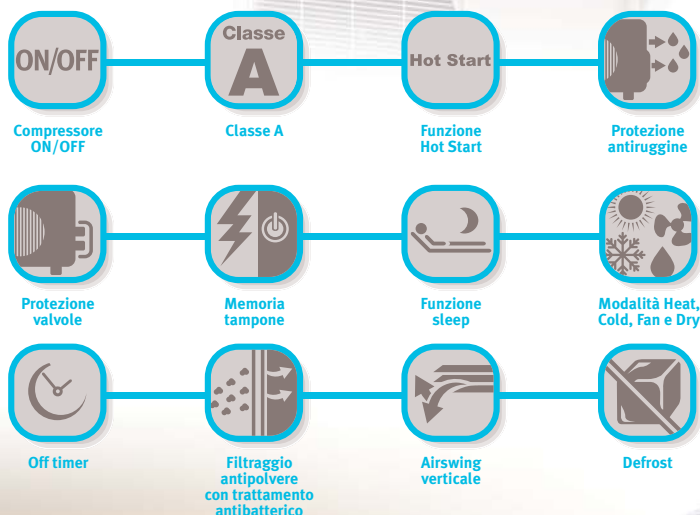 ON/OFF
Classe
A
Hot Start
Compressore
ON/OFF
Classe A
Funzione
Hot Start
Protezione
antiruggine
Protezione
valvole
Memoria
tampone
Funzione
sleep
Modalità Heat,
Cold, Fan e Dry
Off timer
Filtraggio
antipolvere
con trattamento
antibatterico
Airswing
verticale
Defrost